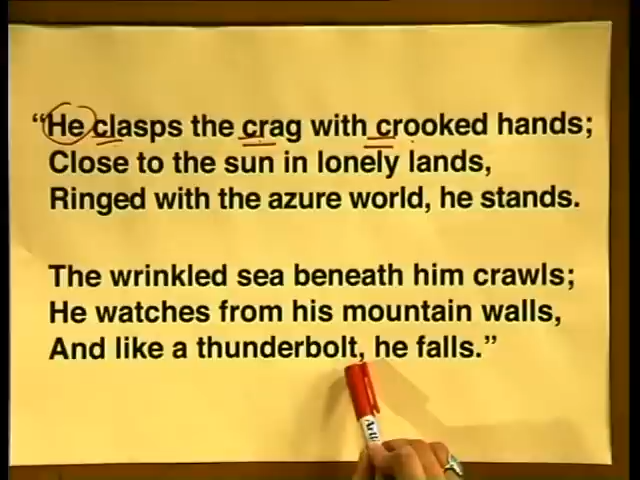 “He clasps the crag with crooked hands;
Close to the sun in lonely lands,
Ringed with the azure world, he stands.
The wrinkled sea beneath him crawls;
He watches from his mountain walls,
And like a thunderbolt, he falls.”